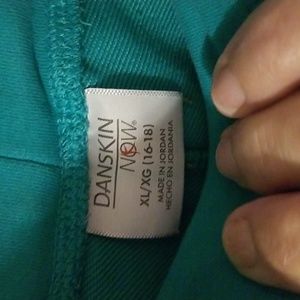 DANSKIN
NOW®
XL/XG (16-18)
MADE IN JORDAN
HECHO EN JORDANIA